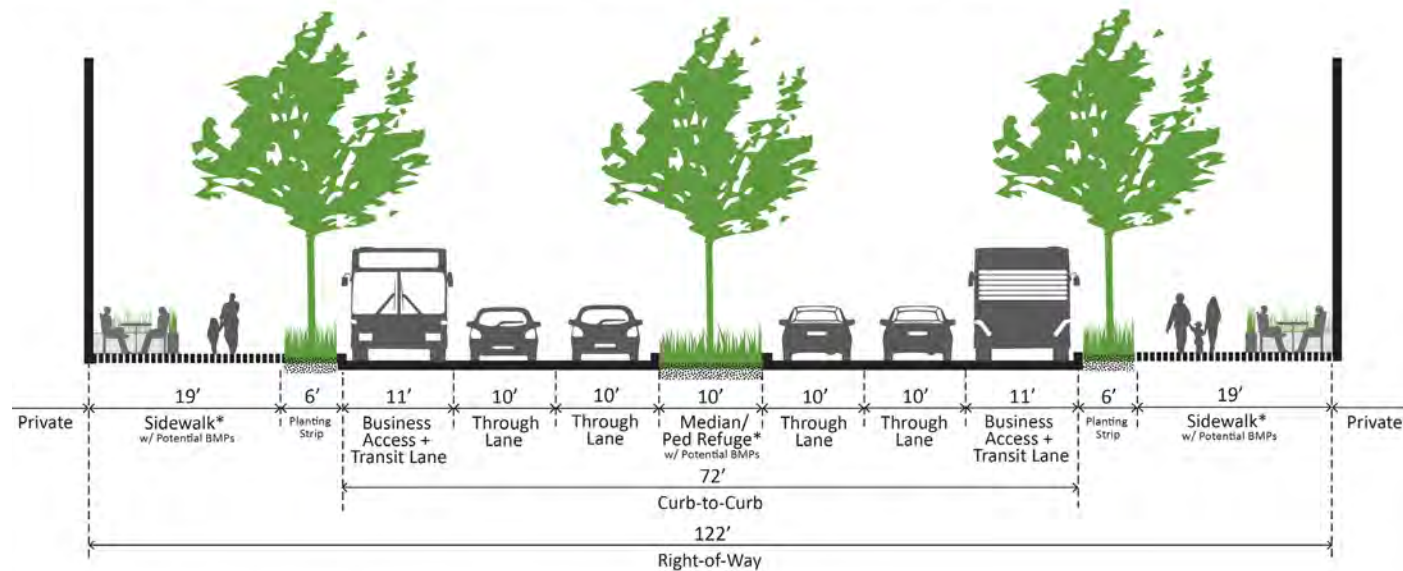 19’ 6’ 11’ 10’ 10’ 10’ 10’ 10’ 11’ 6’ 19’
Private
Sidewalk*
w/ Potential BMPs
Planting
Strip
Business
Access +
Transit Lane
Through
Lane
Through
Lane
Median/
Ped Refuge*
w/ Potential BMPs
Through
Lane
Through
Lane
Business
Access +
Transit Lane
Planting
Strip
Sidewalk*
w/ Potential BMPs
Private
72’
Curb-to-Curb
122’
Right-of-Way